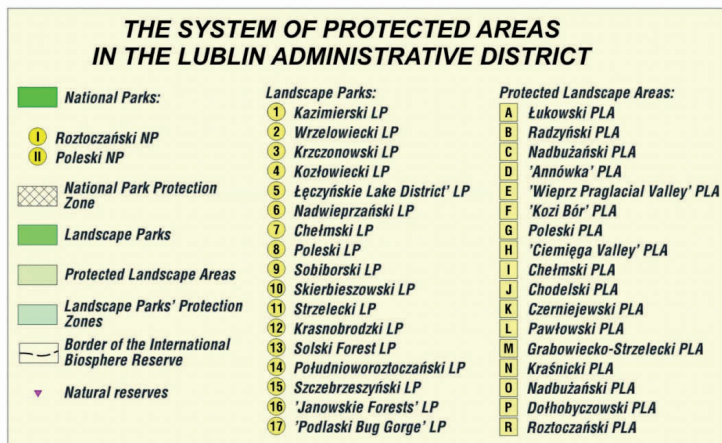 THE SYSTEM OF PROTECTED AREAS
IN THE LUBLIN ADMINISTRATIVE DISTRICT
National Parks:
I Roztoczański NP
II Poleski NP
National Park Protection
Zone
Landscape Parks
Protected Landscape Areas
Landscape Parks' Protection
Zones
Border of the International
Biosphere Reserve
Natural reserves
Landscape Parks:
1 Kazimierski LP
2 Wrzelowiecki LP
3 Krzczonowski LP
4 Kozłowiecki LP
5 Łęczyńskie Lake District' LP
6 Nadwieprzański LP
7 Chełmski LP
8 Poleski LP
9 Sobiborski LP
10 Skierbieszowski LP
11 Strzelecki LP
12 Krasnobrodzki LP
13 Solski Forest LP
14 Południoworoztoczański LP
15 Szczebrzeszyński LP
16 'Janowskie Forests' LP
17 'Podlaski Bug Gorge' LP
Protected Landscape Areas:
A Łukowski PLA
B Radzyński PLA
C Nadbużański PLA
D 'Annówka' PLA
E 'Wieprz Praglacial Valley' PLA
F 'Kozi Bór' PLA
G Poleski PLA
H 'Ciemięga Valley' PLA
I Chełmski PLA
J Chodelski PLA
K Czerniejewski PLA
L Pawłowski PLA
M Grabowiecko-Strzelecki PLA
N Kraśnicki PLA
O Nadbużański PLA
P Dołhobyczowski PLA
R Roztoczański PLA